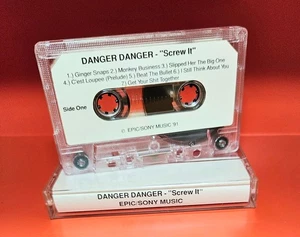 DANGER DANGER - "Screw It"
1.) Ginger Snaps 2.) Monkey Business 3.) Slipped Her The Big One
4.) C'est Loupee (Prelude) 5.) Beat The Bullet 6.) I Still Think About You
7.) Get Your Shit Together
Side One
© EPIC/SONY MUSIC '91
DANGER DANGER - "Screw It"
EPIC/SONY MUSIC